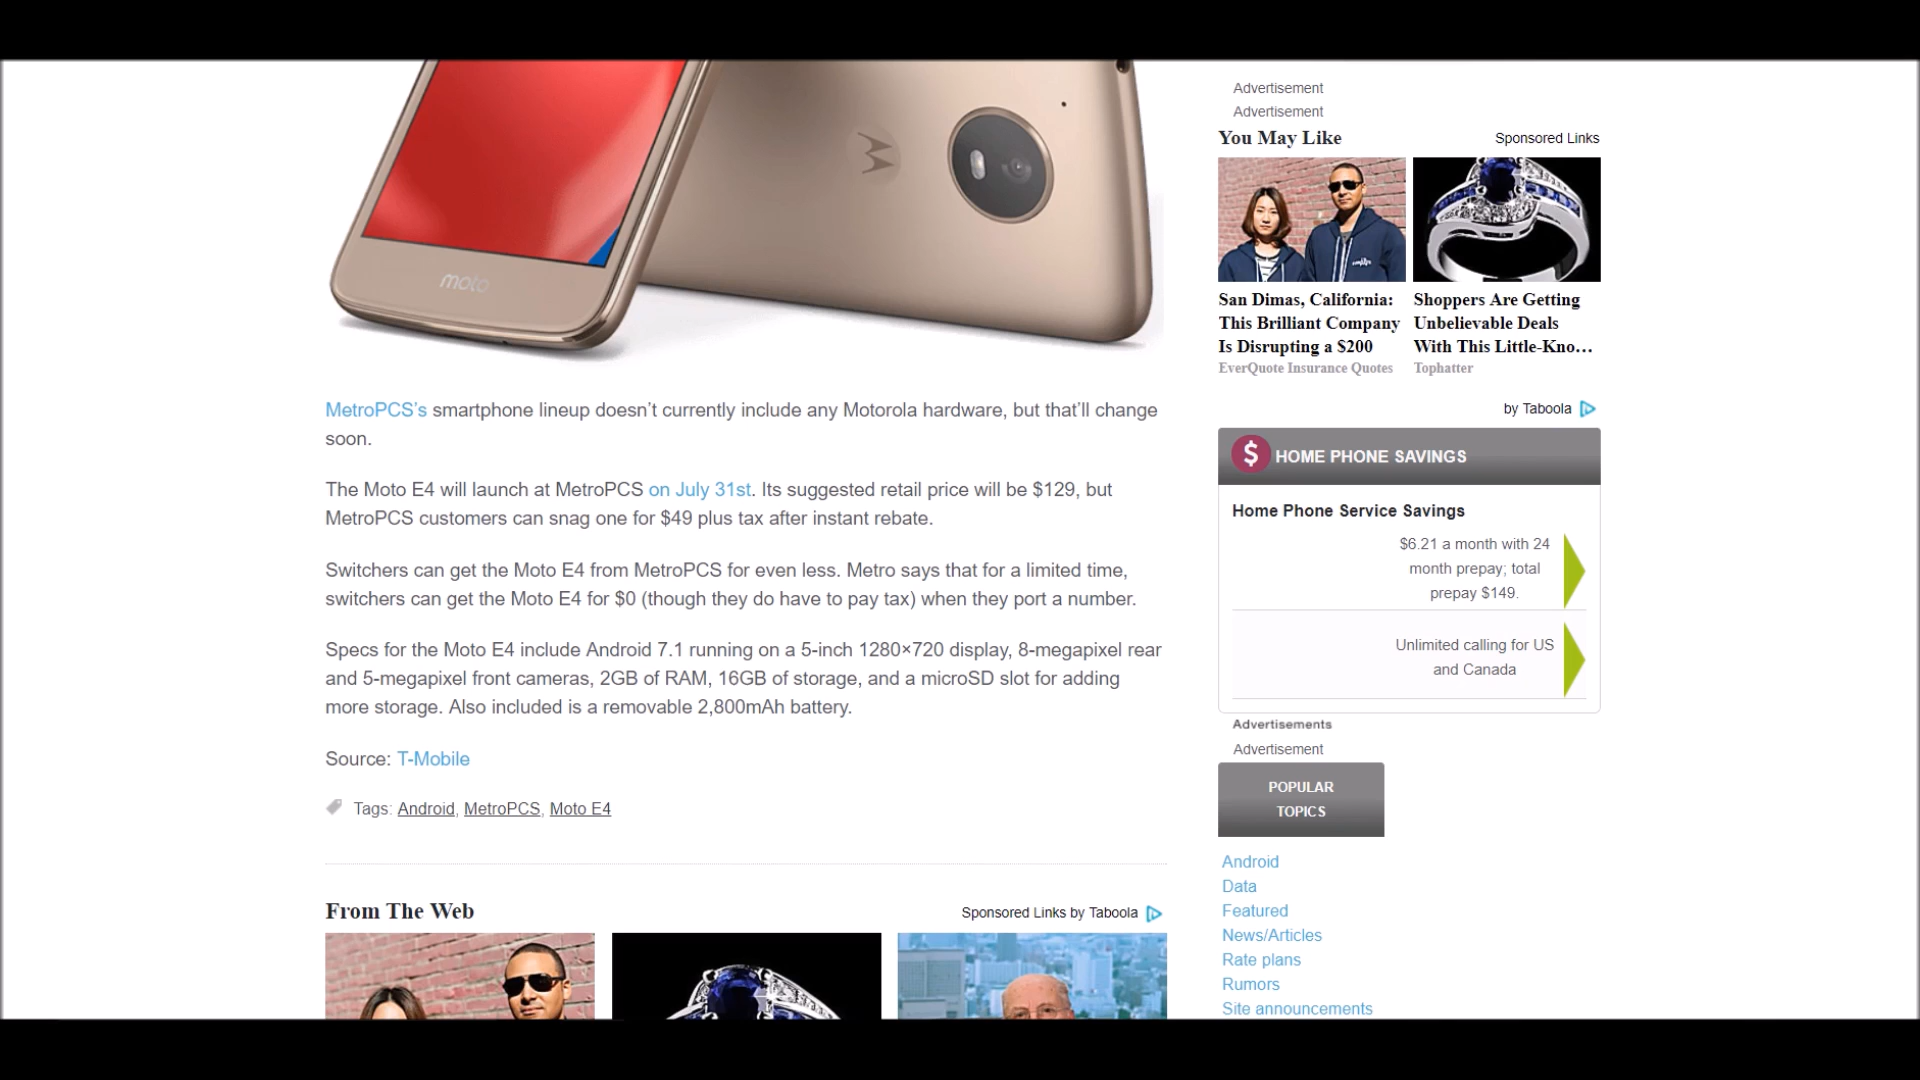 moto
MetroPCS's smartphone lineup doesn't currently include any Motorola hardware, but that'll change
soon.
The Moto E4 will launch at MetroPCS on July 31st. Its suggested retail price will be $129, but
MetroPCS customers can snag one for $49 plus tax after instant rebate.
Switchers can get the Moto E4 from MetroPCS for even less. Metro says that for a limited time,
switchers can get the Moto E4 for $0 (though they do have to pay tax) when they port a number.
Specs for the Moto E4 include Android 7.1 running on a 5-inch 1280×720 display, 8-megapixel rear
and 5-megapixel front cameras, 2GB of RAM, 16GB of storage, and a microSD slot for adding
more storage. Also included is a removable 2,800mAh battery.
Source: T-Mobile
Tags: Android, MetroPCS, Moto E4
From The Web
Sponsored Links by Taboola
Advertisement
Advertisement
You May Like
Sponsored Links
San Dimas, California:
This Brilliant Company
Is Disrupting a $200
EverQuote Insurance Quotes
Shoppers Are Getting
Unbelievable Deals
With This Little-Kno…
Tophatter
by Taboola
$ HOME PHONE SAVINGS
Home Phone Service Savings
$6.21 a month with 24
month prepay; total
prepay $149.
Unlimited calling for US
and Canada
Advertisements
Advertisement
POPULAR
TOPICS
Android
Data
Featured
News/Articles
Rate plans
Rumors
Site announcements